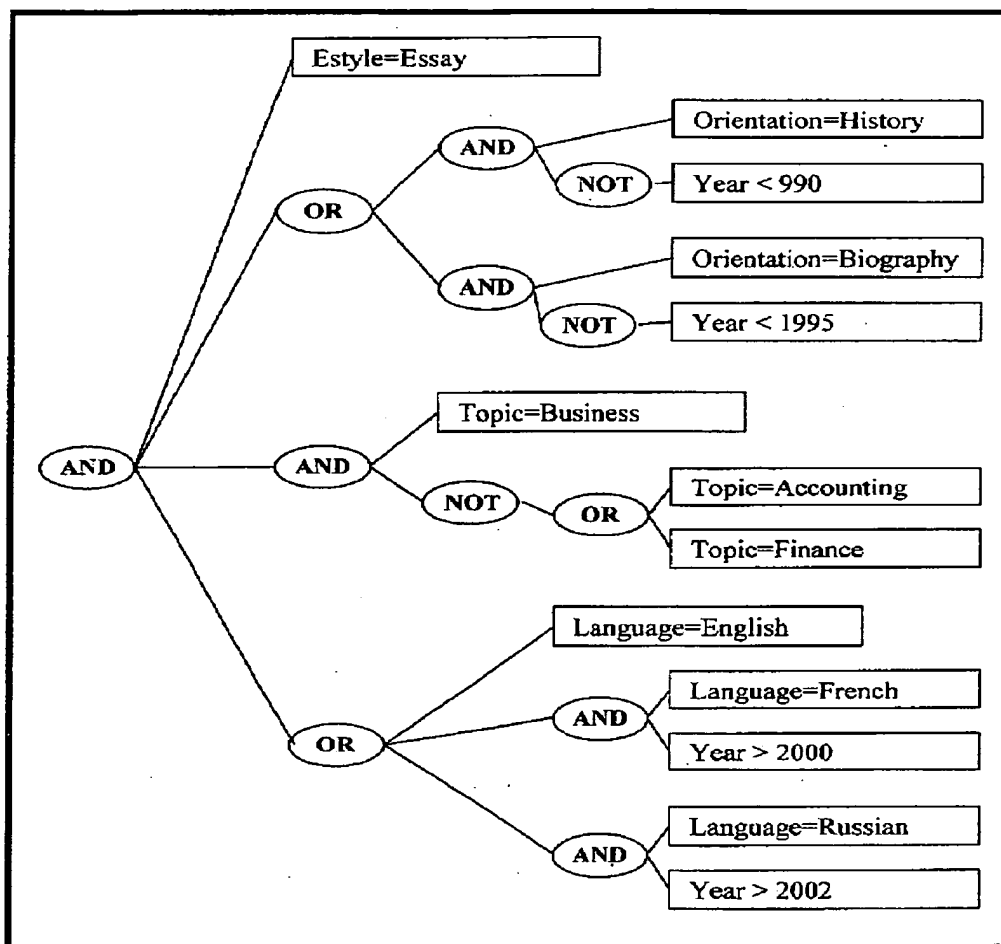 Estyle=Essay
Orientation=History
AND
NOT
Year < 990
OR
Orientation=Biography
AND
NOT
Year < 1995
Topic=Business
AND
AND
Topic=Accounting
NOT
OR
Topic=Finance
Language=English
Language=French
AND
OR
Year > 2000
Language=Russian
AND
Year > 2002